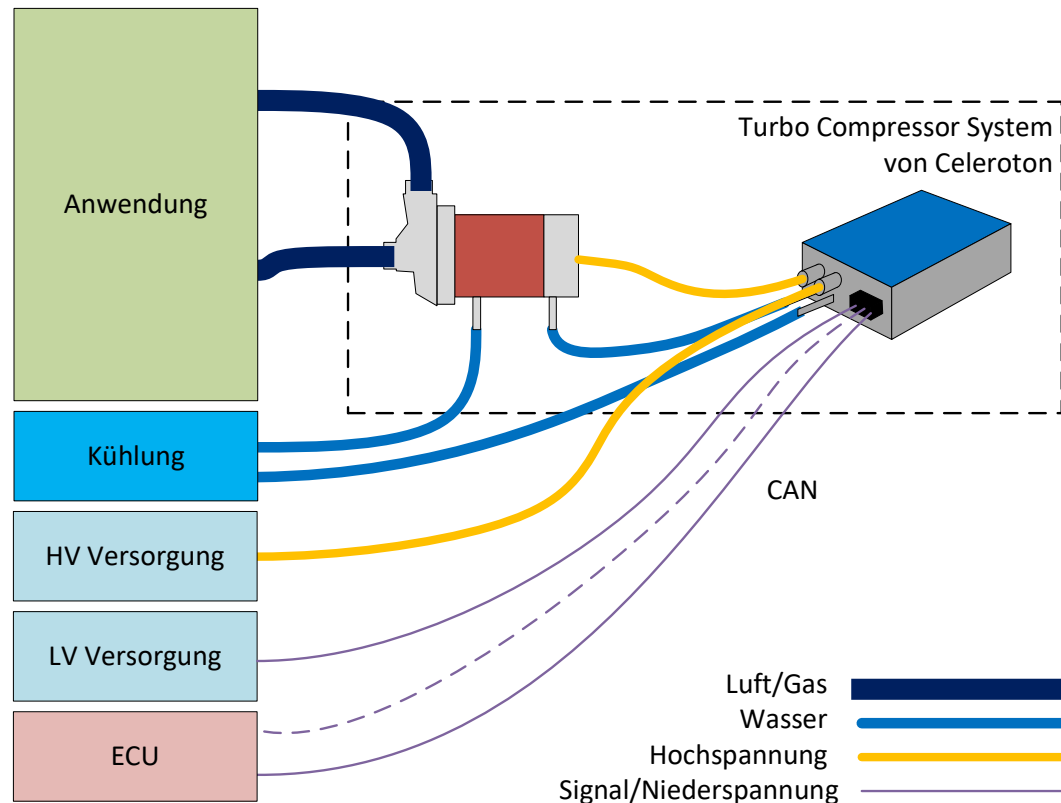 Turbo Compressor System
von Celeroton
Anwendung
Kühlung
CAN
HV Versorgung
LV Versorgung
ECU
Luft/Gas
Wasser
Hochspannung
Signal/Niederspannung